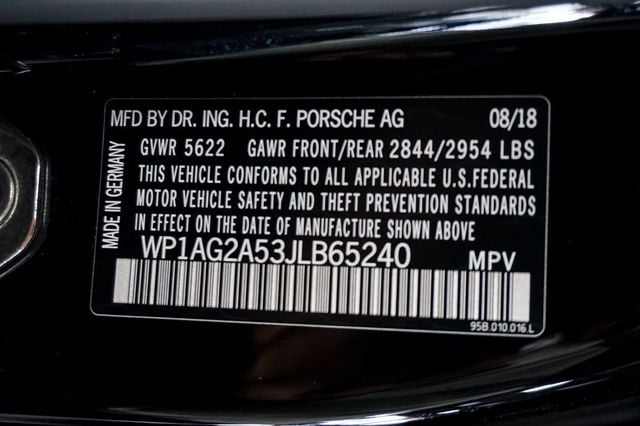 MFD BY DR. ING. H.C. F. PORSCHE AG 08/18
GVWR 5622 GAWR FRONT/REAR 2844/2954 LBS
THIS VEHICLE CONFORMS TO ALL APPLICABLE U.S.FEDERAL
MOTOR VEHICLE SAFETY AND THEFT PREVENTION STANDARDS
IN EFFECT ON THE DATE OF MANUFACTURE SHOWN ABOVE
WP1AG2A53JLB65240 MPV
95B.010.016.L
MADE IN GERMANY